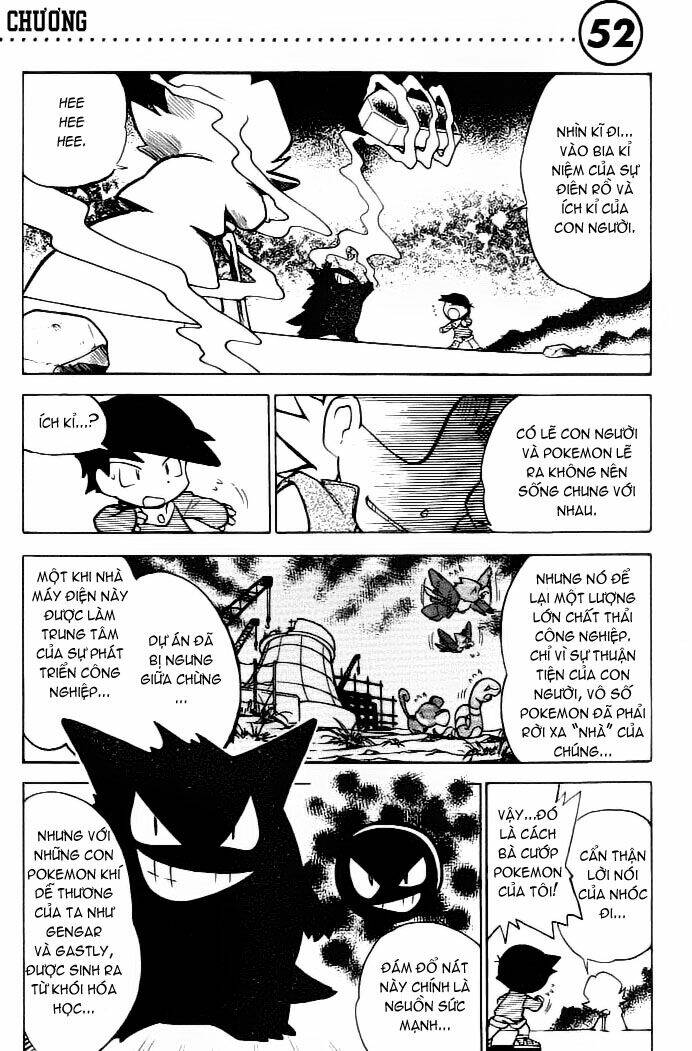 CHƯƠNG
52
NHÌN KĨ ĐI...
VÀO BIA KỈ
NIỆM CỦA SỰ
ĐIÊN RỒ VÀ
ÍCH KỈ CỦA
CON NGƯỜI.
HEE
HEE
HEE.
CÓ LẼ CON NGƯỜI
VÀ POKEMON LẼ
RA KHÔNG NÊN
SỐNG CHUNG VỚI
NHAU.
ÍCH KỈ...?
MỘT KHI NHÀ
MÁY ĐIỆN NÀY
ĐƯỢC LÀM
TRUNG TÂM
CỦA SỰ PHÁT
TRIỂN CÔNG
NGHIỆP...
DỰ ÁN ĐÃ
BỊ NGƯNG
GIỮA CHỪNG
...
NHƯNG NÓ ĐỂ
LẠI MỘT LƯỢNG
LỚN CHẤT THẢI
CÔNG NGHIỆP.
CHỈ VÌ SỰ THUẬN
TIỆN CỦA CON
NGƯỜI, VÔ SỐ
POKEMON ĐÃ PHẢI
RỜI XA "NHÀ" CỦA
CHÚNG...
NHƯNG VỚI
NHỮNG CON
POKEMON KHÍ
DỄ THƯƠNG
CỦA TA NHƯ
GENGAR
VÀ GASTLY,
ĐƯỢC SINH RA
TỪ KHÓI HÓA
HỌC...
ĐÁM ĐỔ NÁT
NÀY CHÍNH LÀ
NGUỒN SỨC
MẠNH...
VẬY...ĐÓ
LÀ CÁCH
BÀ CƯỚP
POKEMON
CỦA TÔI!
CẨN THẬN
LỜI NÓI
CỦA NHÓC
ĐI...